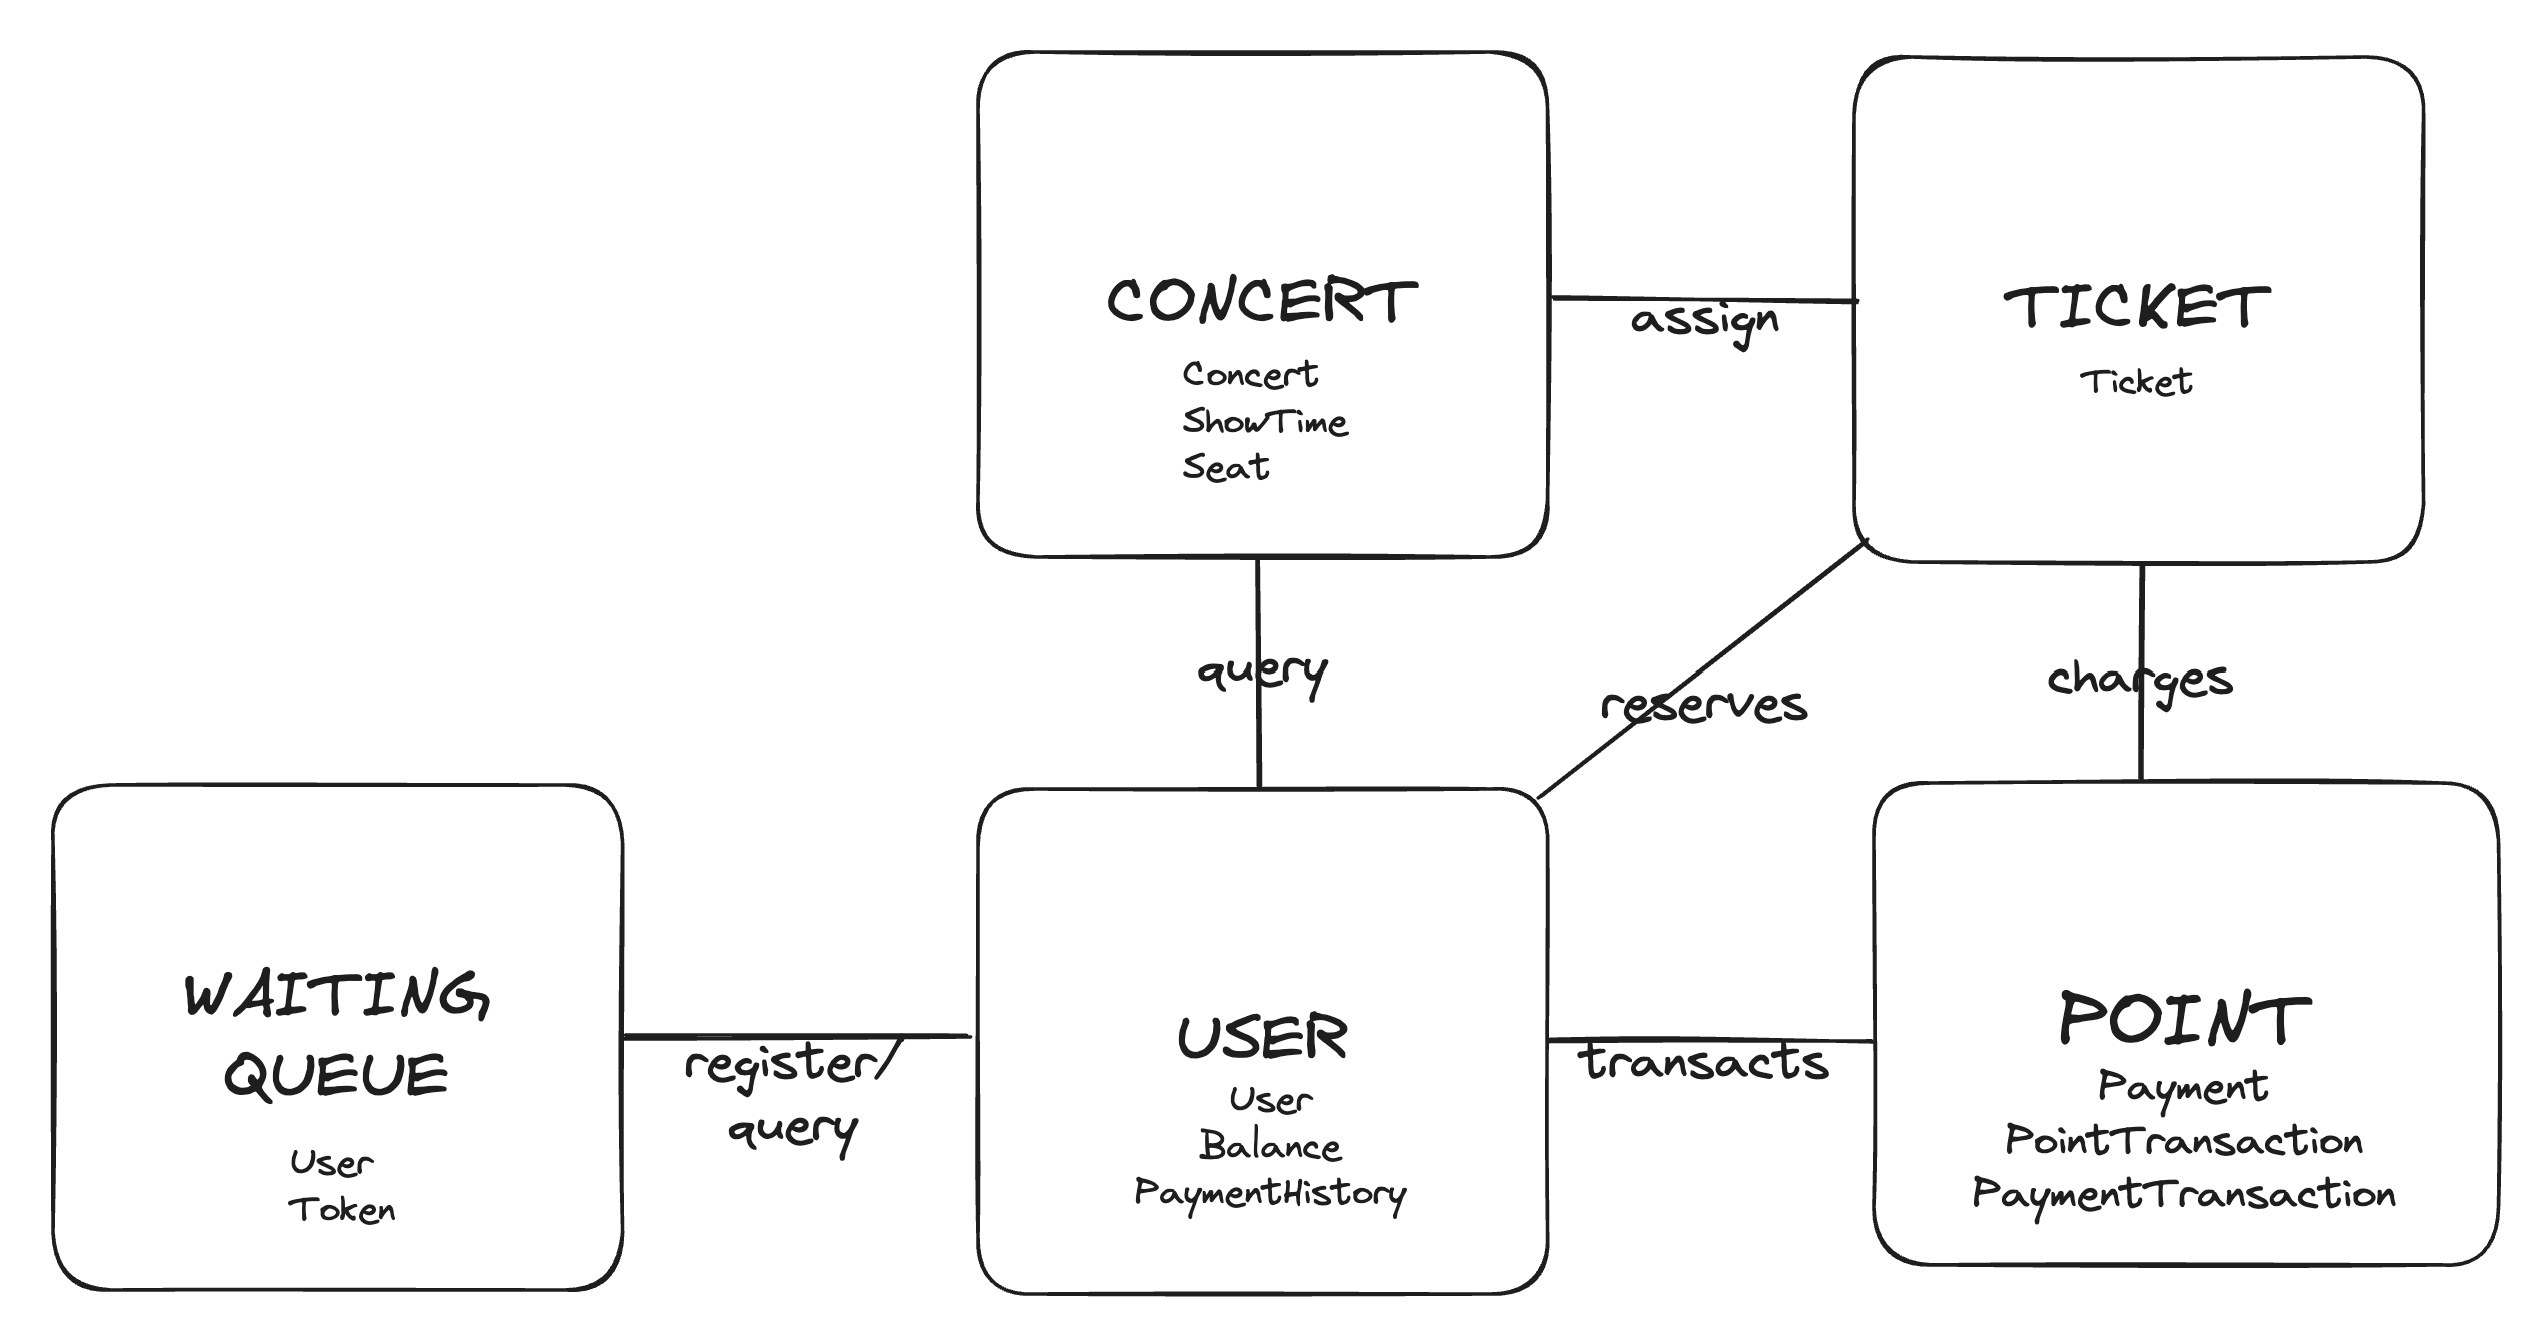 CONCERT
Concert
ShowTime
Seat
assign
TICKET
Ticket
query
reserves
charges
WAITING
QUEUE
User
Token
register/
query
USER
User
Balance
PaymentHistory
transacts
POINT
Payment
PointTransaction
PaymentTransaction